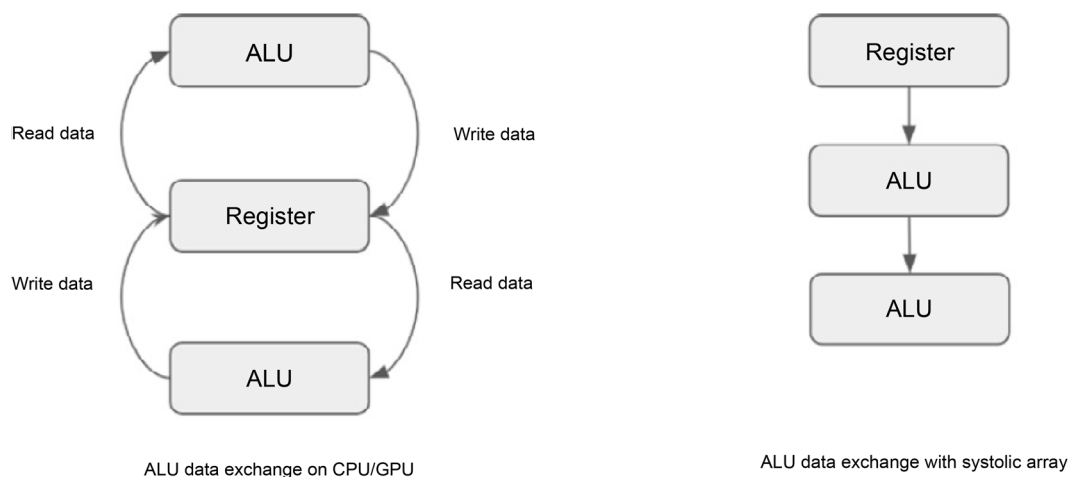 ALU
Register
Read data
Write data
ALU
Register
Write data
Read data
ALU
ALU
ALU data exchange on CPU/GPU
ALU data exchange with systolic array